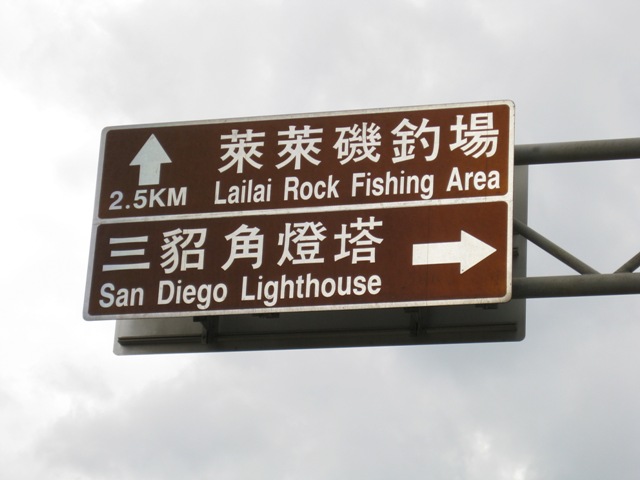 萊萊磯釣場
2.5KM Lailai Rock Fishing Area
三貂角燈塔
San Diego Lighthouse